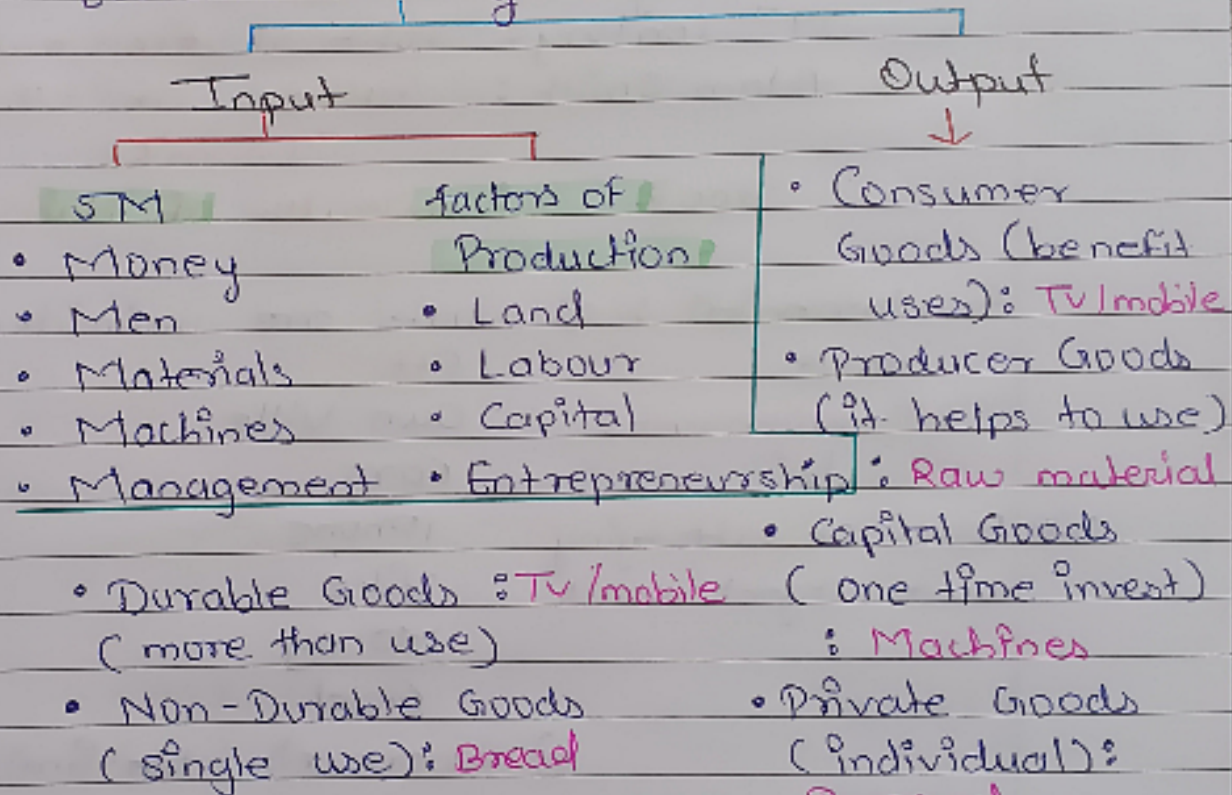 Input
Output
5M
factors of
Production
• Money
• Men
• Materials
• Machines
• Management
• Land
• Labour
• Capital
• Entrepreneurship
• Consumer
Goods (benefit
uses): TV/mobile
• Producer Goods
(it helps to use)
: Raw material
• Capital Goods
(one time invest)
: Machines
• Private Goods
(individual):
• Durable Goods : TV/mobile
(more than use)
• Non-Durable Goods
(single use): Bread